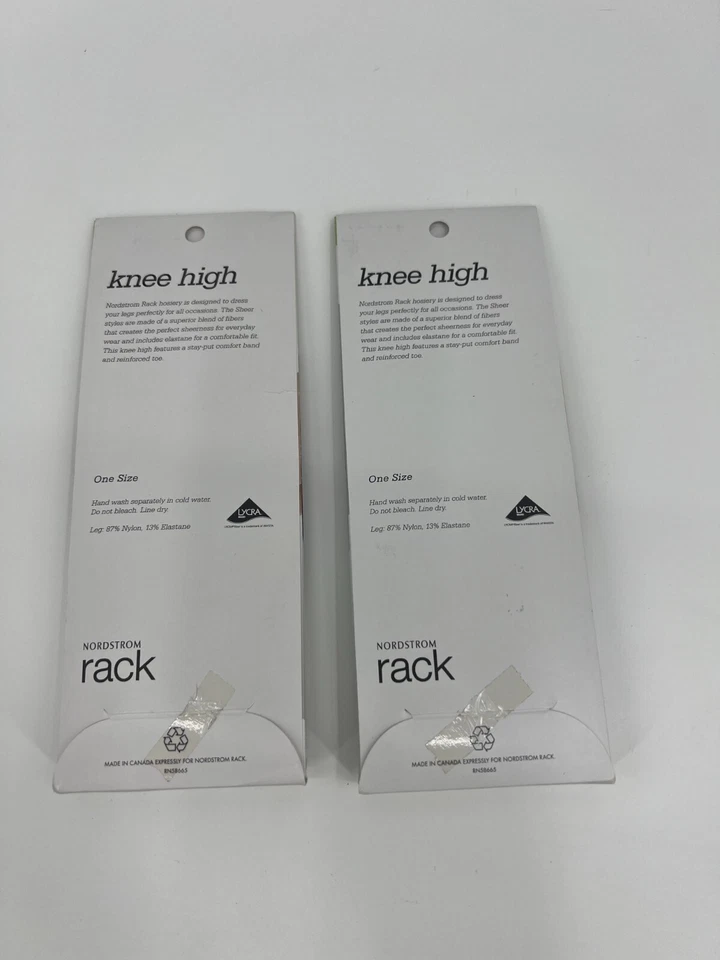 knee high
Nordstrom Rack hosiery is designed to dress
your legs perfectly for all occasions. The Sheer
styles are made of a superior blend of fibers
that creates the perfect sheerness for everyday
wear and includes elastane for a comfortable fit.
This knee high features a stay-put comfort band
and reinforced toe.
One Size
Hand wash separately in cold water.
Do not bleach. Line dry.
Leg: 87% Nylon, 13% Elastane
LYCRA
NORDSTROM
rack
MADE IN CANADA EXPRESSLY FOR NORDSTROM RACK.
RN58665
knee high
Nordstrom Rack hosiery is designed to dress
your legs perfectly for all occasions. The Sheer
styles are made of a superior blend of fibers
that creates the perfect sheerness for everyday
wear and includes elastane for a comfortable fit.
This knee high features a stay-put comfort band
and reinforced toe.
One Size
Hand wash separately in cold water.
Do not bleach. Line dry.
Leg: 87% Nylon, 13% Elastane
LYCRA
NORDSTROM
rack
MADE IN CANADA EXPRESSLY FOR NORDSTROM RACK.
RN58665